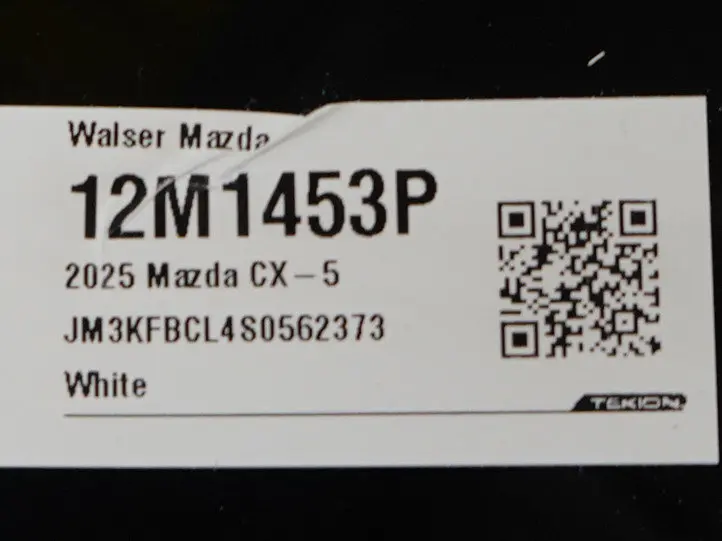 Walser Mazda
12M1453P
2025 Mazda CX-5
JM3KFBCL4S0562373
White
TEKION